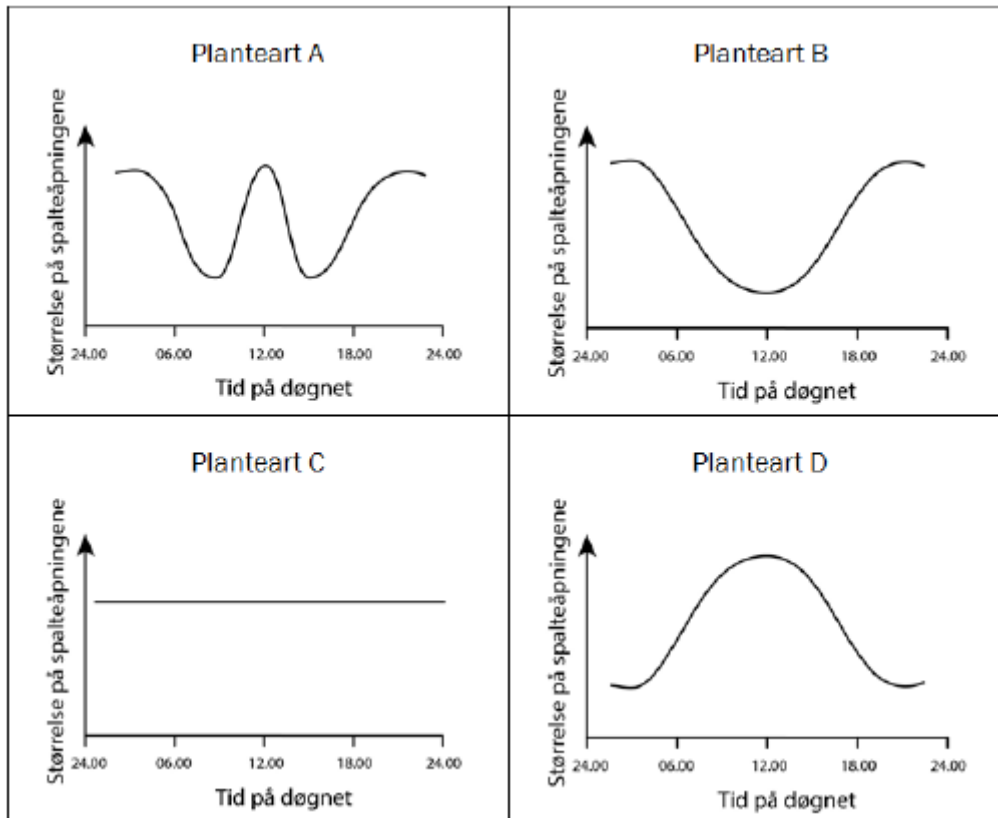 Planteart A
Størrelse på spalteåpningene
24.00 06.00 12.00 18.00 24.00
Tid på døgnet
Planteart B
Størrelse på spalteåpningene
24.00 06.00 12.00 18.00 24.00
Tid på døgnet
Planteart C
Størrelse på spalteåpningene
24.00 06.00 12.00 18.00 24.00
Tid på døgnet
Planteart D
Størrelse på spalteåpningene
24.00 06.00 12.00 18.00 24.00
Tid på døgnet